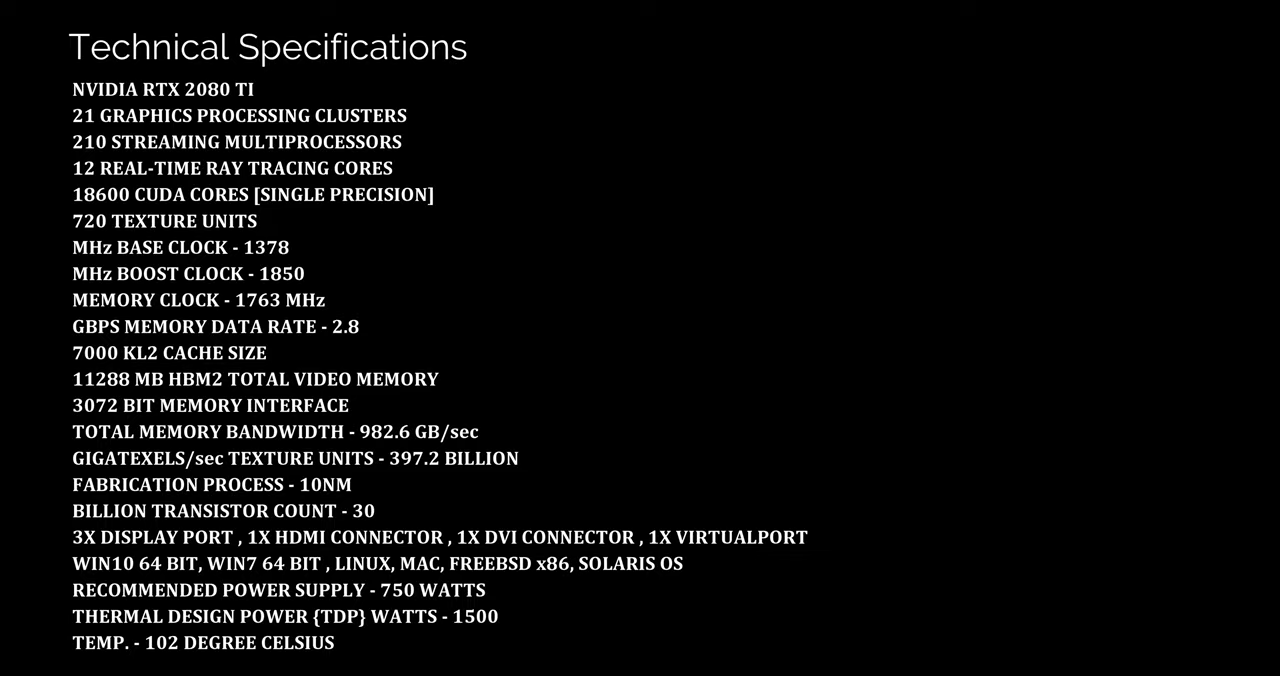 Technical Specifications
NVIDIA RTX 2080 TI
21 GRAPHICS PROCESSING CLUSTERS
210 STREAMING MULTIPROCESSORS
12 REAL-TIME RAY TRACING CORES
18600 CUDA CORES [SINGLE PRECISION]
720 TEXTURE UNITS
MHz BASE CLOCK - 1378
MHz BOOST CLOCK - 1850
MEMORY CLOCK - 1763 MHz
GBPS MEMORY DATA RATE - 2.8
7000 KL2 CACHE SIZE
11288 MB HBM2 TOTAL VIDEO MEMORY
3072 BIT MEMORY INTERFACE
TOTAL MEMORY BANDWIDTH - 982.6 GB/sec
GIGATEXELS/sec TEXTURE UNITS - 397.2 BILLION
FABRICATION PROCESS - 10NM
BILLION TRANSISTOR COUNT - 30
3X DISPLAY PORT , 1X HDMI CONNECTOR , 1X DVI CONNECTOR , 1X VIRTUALPORT
WIN10 64 BIT, WIN7 64 BIT , LINUX, MAC, FREEBSD x86, SOLARIS OS
RECOMMENDED POWER SUPPLY - 750 WATTS
THERMAL DESIGN POWER {TDP} WATTS - 1500
TEMP. - 102 DEGREE CELSIUS